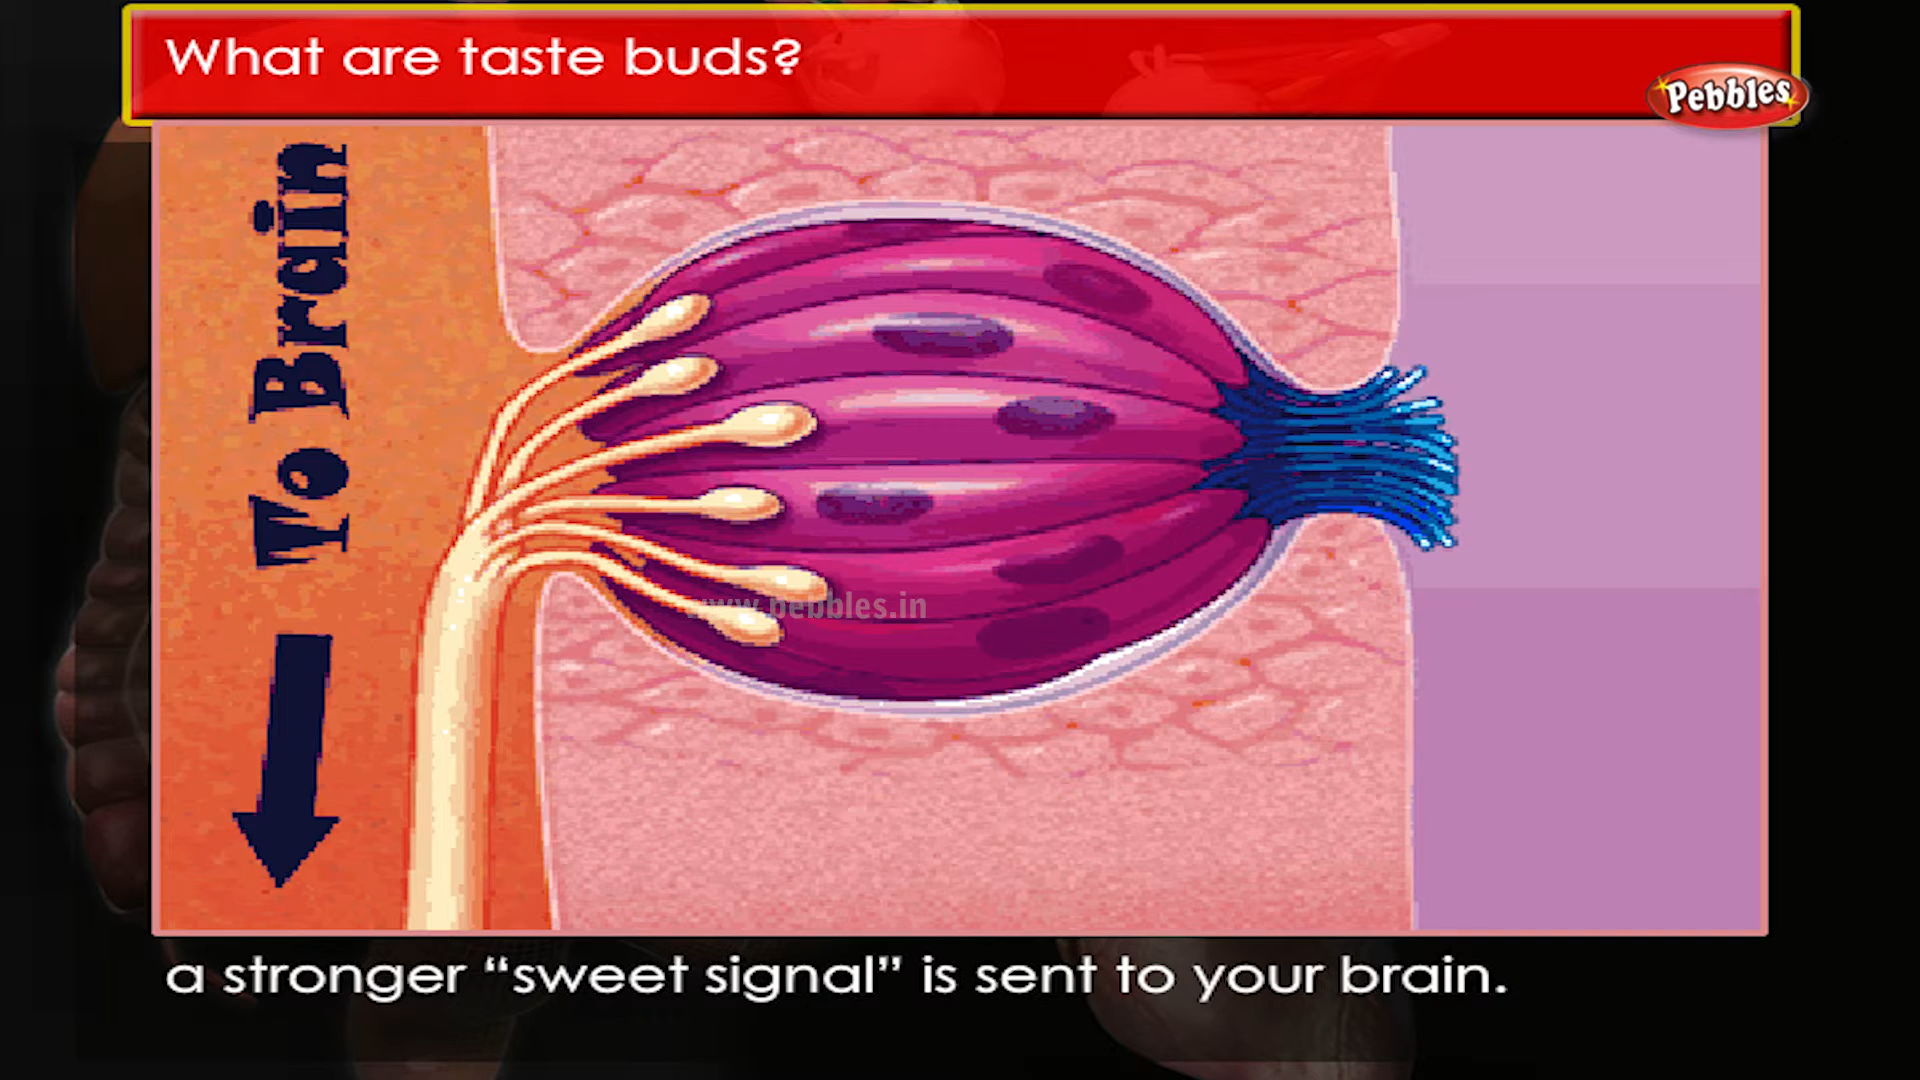 What are taste buds?
Pebbles
To Brain
www.pebbles.in
a stronger “sweet signal” is sent to your brain.